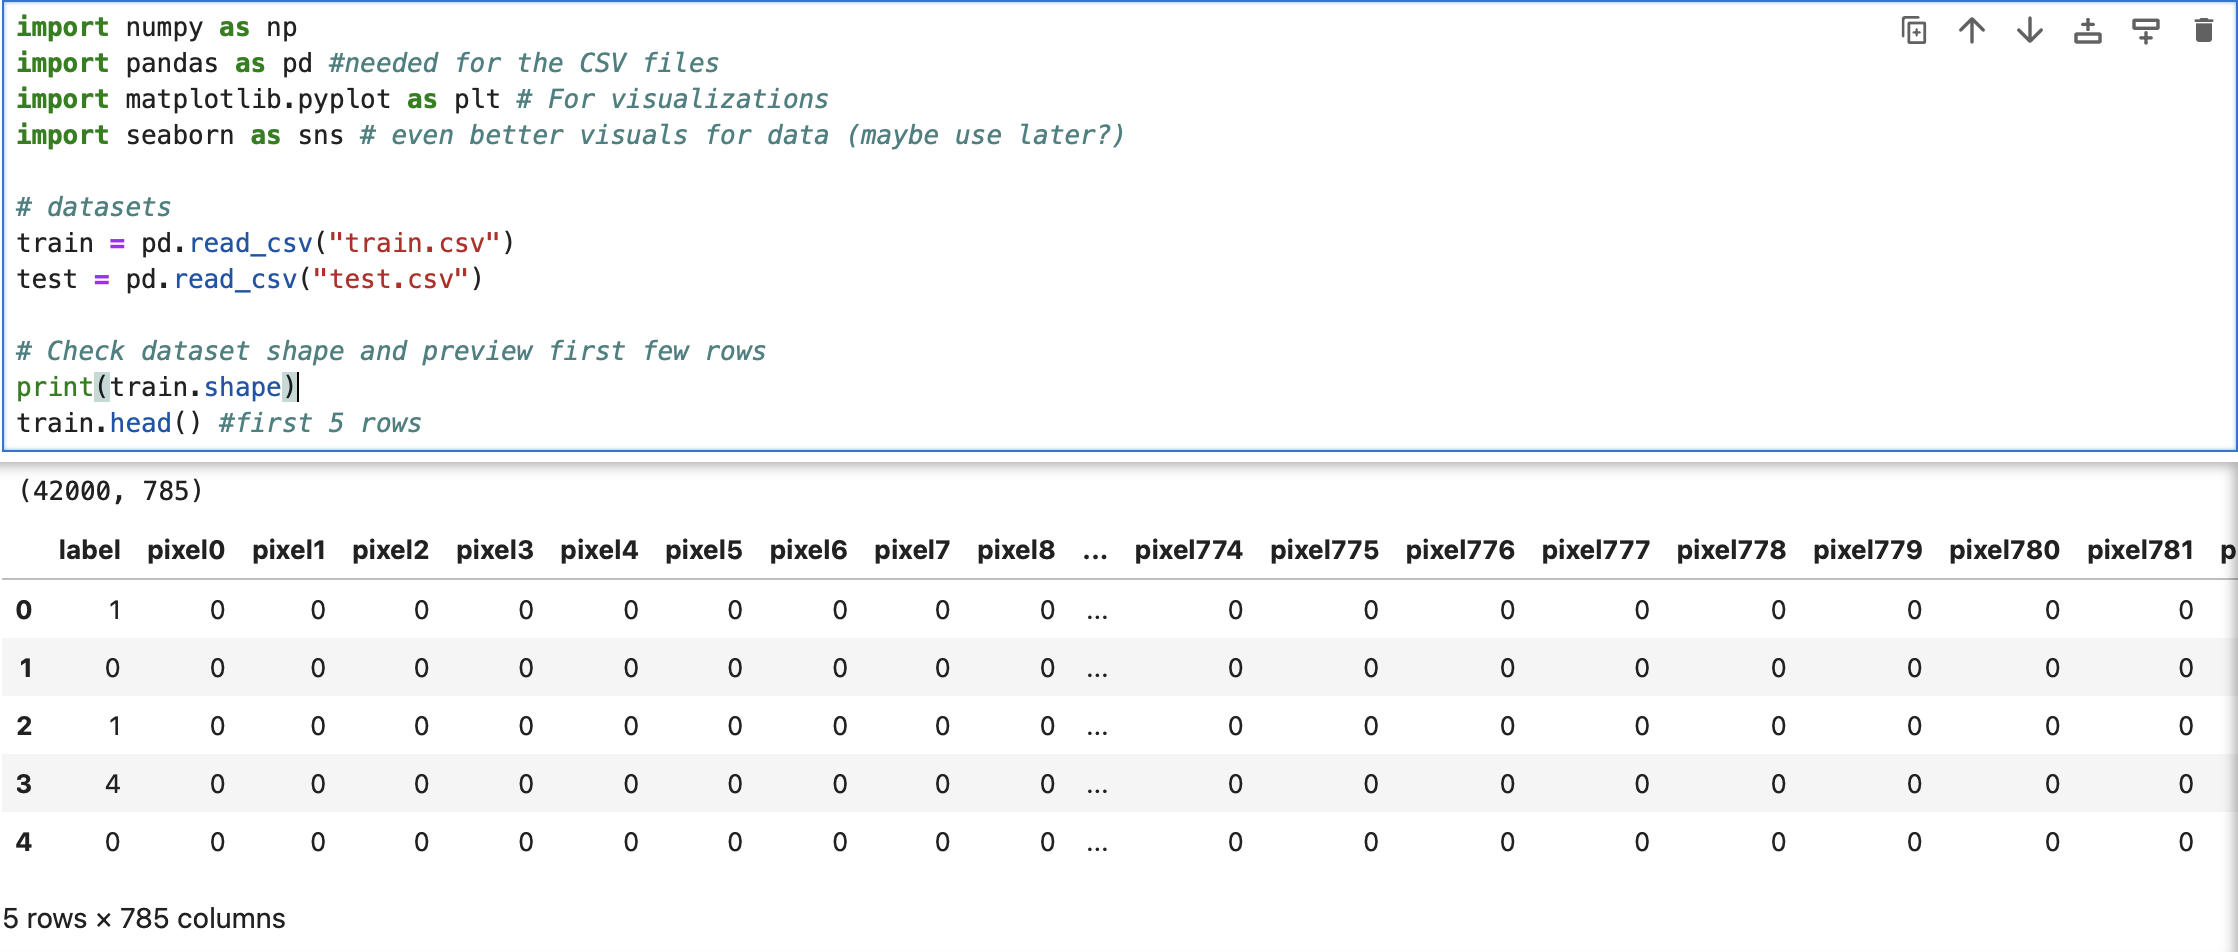 import numpy as np
import pandas as pd #needed for the CSV files
import matplotlib.pyplot as plt # For visualizations
import seaborn as sns # even better visuals for data (maybe use later?)
# datasets
train = pd.read_csv("train.csv")
test = pd.read_csv("test.csv")
# Check dataset shape and preview first few rows
print(train.shape)
train.head() #first 5 rows
(42000, 785)
label pixel0 pixel1 pixel2 pixel3 pixel4 pixel5 pixel6 pixel7 pixel8 ... pixel774 pixel775 pixel776 pixel777 pixel778 pixel779 pixel780 pixel781 p
0 1 0 0 0 0 0 0 0 0 0 ... 0 0 0 0 0 0 0 0
1 0 0 0 0 0 0 0 0 0 0 ... 0 0 0 0 0 0 0 0
2 1 0 0 0 0 0 0 0 0 0 ... 0 0 0 0 0 0 0 0
3 4 0 0 0 0 0 0 0 0 0 ... 0 0 0 0 0 0 0 0
4 0 0 0 0 0 0 0 0 0 0 ... 0 0 0 0 0 0 0 0
5 rows × 785 columns